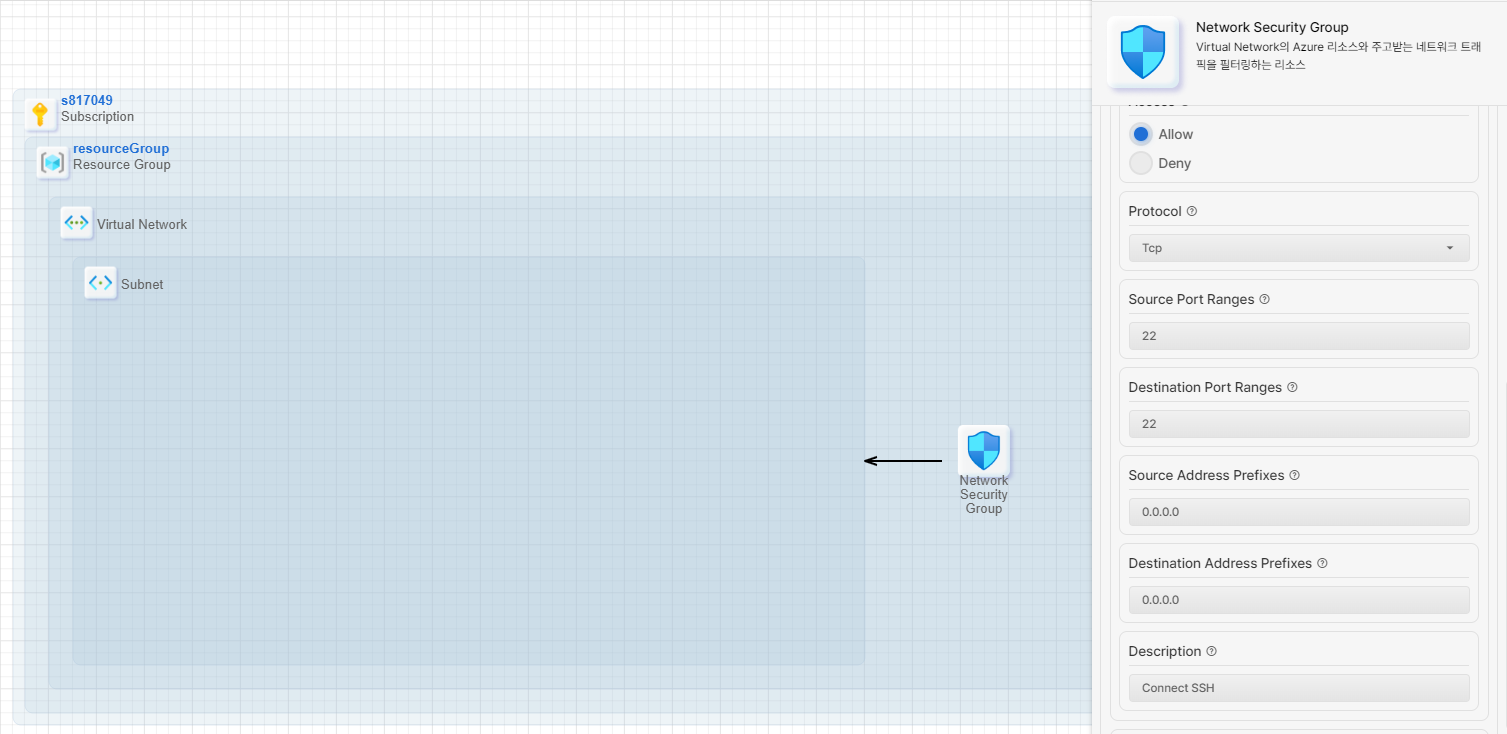 s817049
Subscription
resourceGroup
Resource Group
Virtual Network
Subnet
Network
Security
Group
Network Security Group
Virtual Network의 Azure 리소스와 주고받는 네트워크 트래
픽을 필터링하는 리소스
Allow
Deny
Protocol
Tcp
Source Port Ranges
22
Destination Port Ranges
22
Source Address Prefixes
0.0.0.0
Destination Address Prefixes
0.0.0.0
Description
Connect SSH